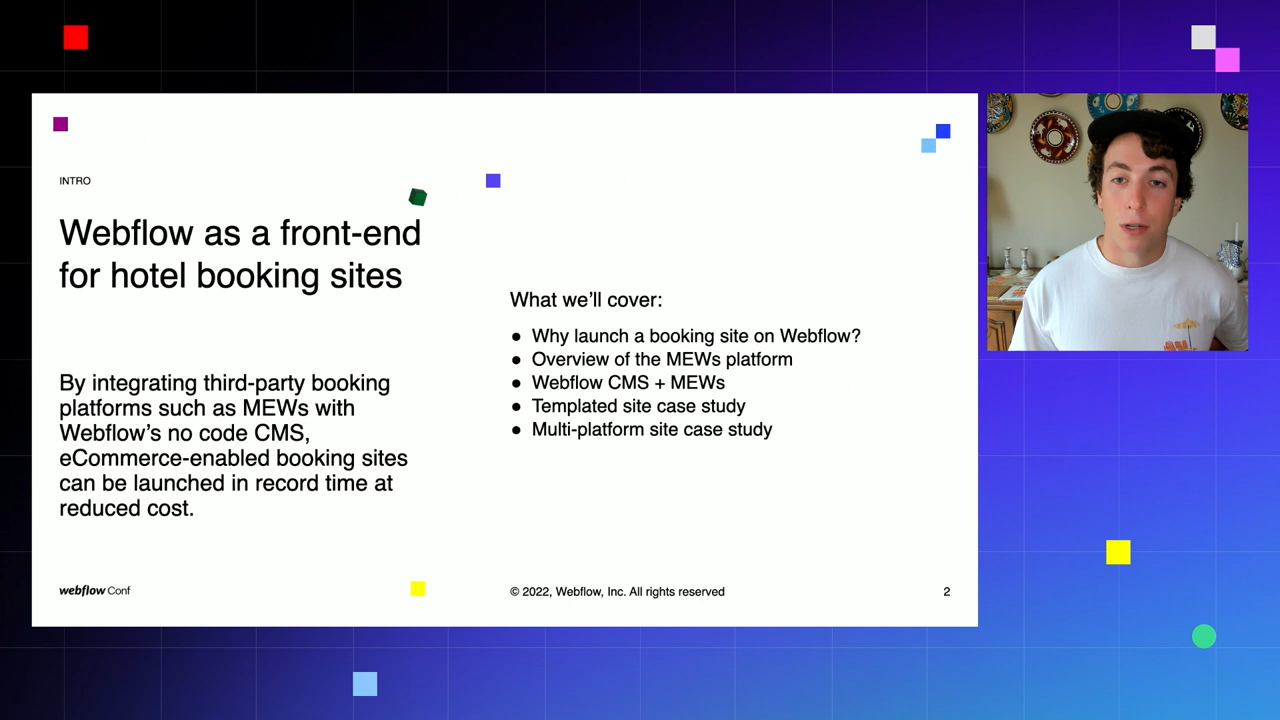 INTRO
Webflow as a front-end
for hotel booking sites
By integrating third-party booking
platforms such as MEWs with
Webflow’s no code CMS,
eCommerce-enabled booking sites
can be launched in record time at
reduced cost.
What we’ll cover:
● Why launch a booking site on Webflow?
● Overview of the MEWs platform
● Webflow CMS + MEWs
● Templated site case study
● Multi-platform site case study
webflow Conf
© 2022, Webflow, Inc. All rights reserved
2